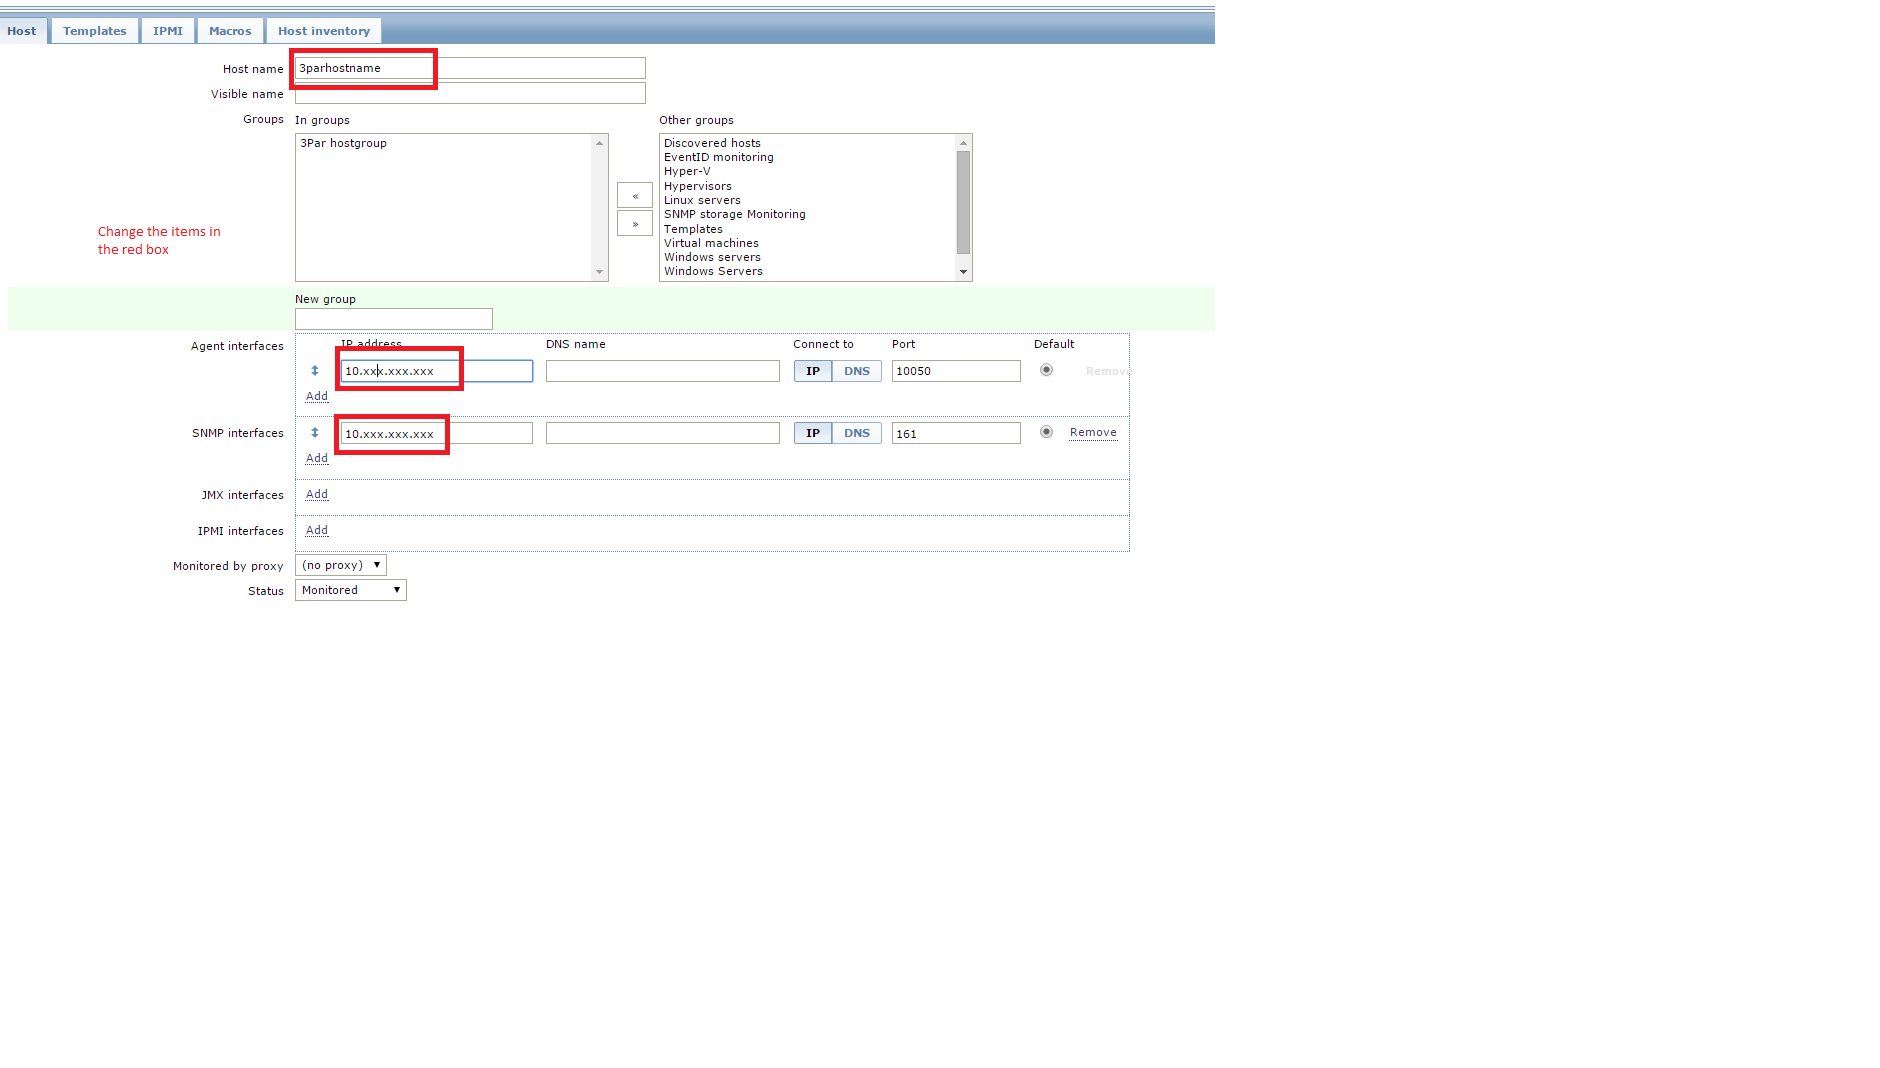 Host Templates IPMI Macros Host inventory
Host name 3parhostname
Visible name
Groups In groups Other groups
3Par hostgroup
Discovered hosts
EventID monitoring
Hyper-V
Hypervisors
Linux servers
SNMP storage Monitoring
Templates
Virtual machines
Windows servers
Windows Servers
«
»
Change the items in
the red box
New group
Agent interfaces IP address DNS name Connect to Port Default
10.xxx.xxx.xxx IP DNS 10050 Remove
Add
SNMP interfaces 10.xxx.xxx.xxx IP DNS 161 Remove
Add
JMX interfaces Add
IPMI interfaces Add
Monitored by proxy (no proxy)
Status Monitored